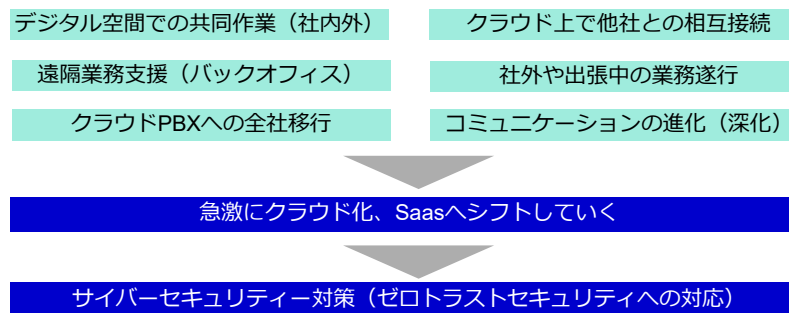 デジタル空間での共同作業（社内外）
クラウド上で他社との相互接続
遠隔業務支援（バックオフィス）
社外や出張中の業務遂行
クラウドPBXへの全社移行
コミュニケーションの進化（深化）
急激にクラウド化、Saasへシフトしていく
サイバーセキュリティー対策（ゼロトラストセキュリティへの対応）